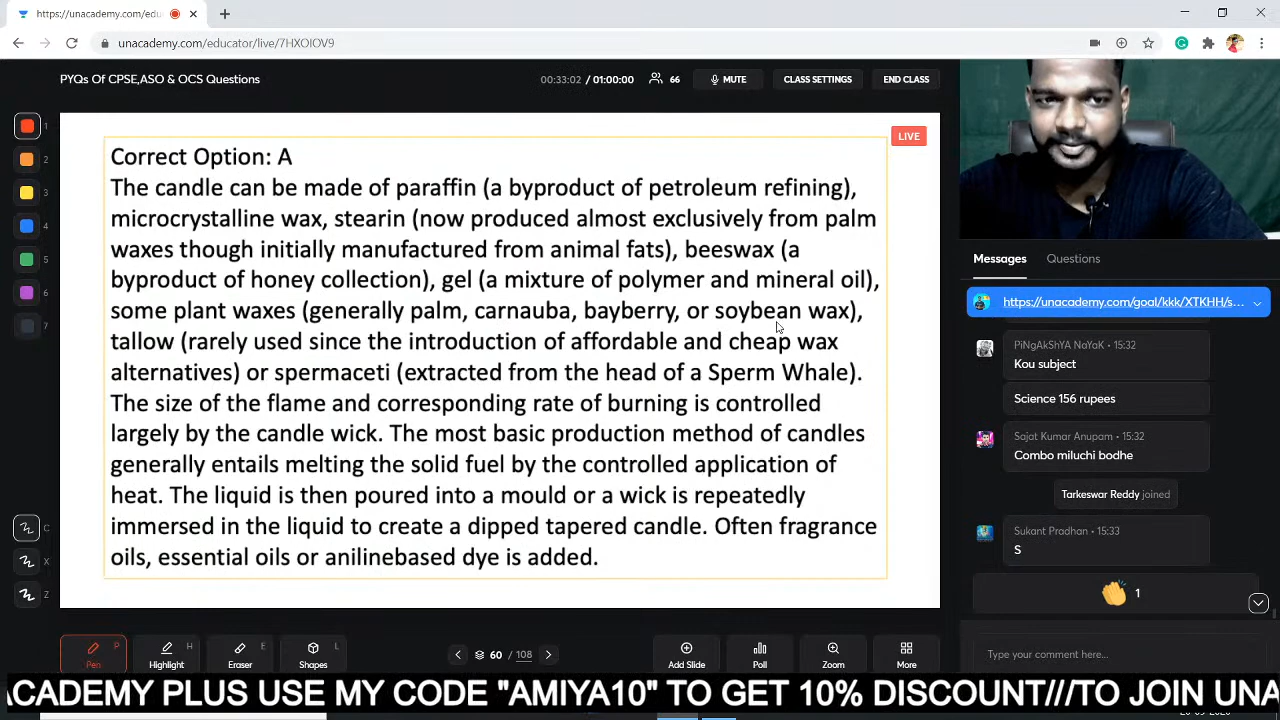 https://unacademy.com/edu
unacademy.com/educator/live/7HXOIOV9
PYQs Of CPSE,ASO & OCS Questions
00:33:02 / 01:00:00
66
MUTE
CLASS SETTINGS
END CLASS
LIVE
1
2
3
4
5
6
7
C
X
Z
Correct Option: A
The candle can be made of paraffin (a byproduct of petroleum refining),
microcrystalline wax, stearin (now produced almost exclusively from palm
waxes though initially manufactured from animal fats), beeswax (a
byproduct of honey collection), gel (a mixture of polymer and mineral oil),
some plant waxes (generally palm, carnauba, bayberry, or soybean wax),
tallow (rarely used since the introduction of affordable and cheap wax
alternatives) or spermaceti (extracted from the head of a Sperm Whale).
The size of the flame and corresponding rate of burning is controlled
largely by the candle wick. The most basic production method of candles
generally entails melting the solid fuel by the controlled application of
heat. The liquid is then poured into a mould or a wick is repeatedly
immersed in the liquid to create a dipped tapered candle. Often fragrance
oils, essential oils or anilinebased dye is added.
Messages
Questions
https://unacademy.com/goal/kkk/XTKHH/s...
PiNgAkShYA NaYaK • 15:32
Kou subject
Science 156 rupees
Sajat Kumar Anupam • 15:32
Combo miluchi bodhe
Tarkeswar Reddy joined
Sukant Pradhan • 15:33
S
1
Type your comment here...
P
Pen
H
Highlight
E
Eraser
L
Shapes
60 / 108
Add Slide
Poll
Zoom
More
ACADEMY PLUS USE MY CODE "AMIYA10" TO GET 10% DISCOUNT///TO JOIN UNA